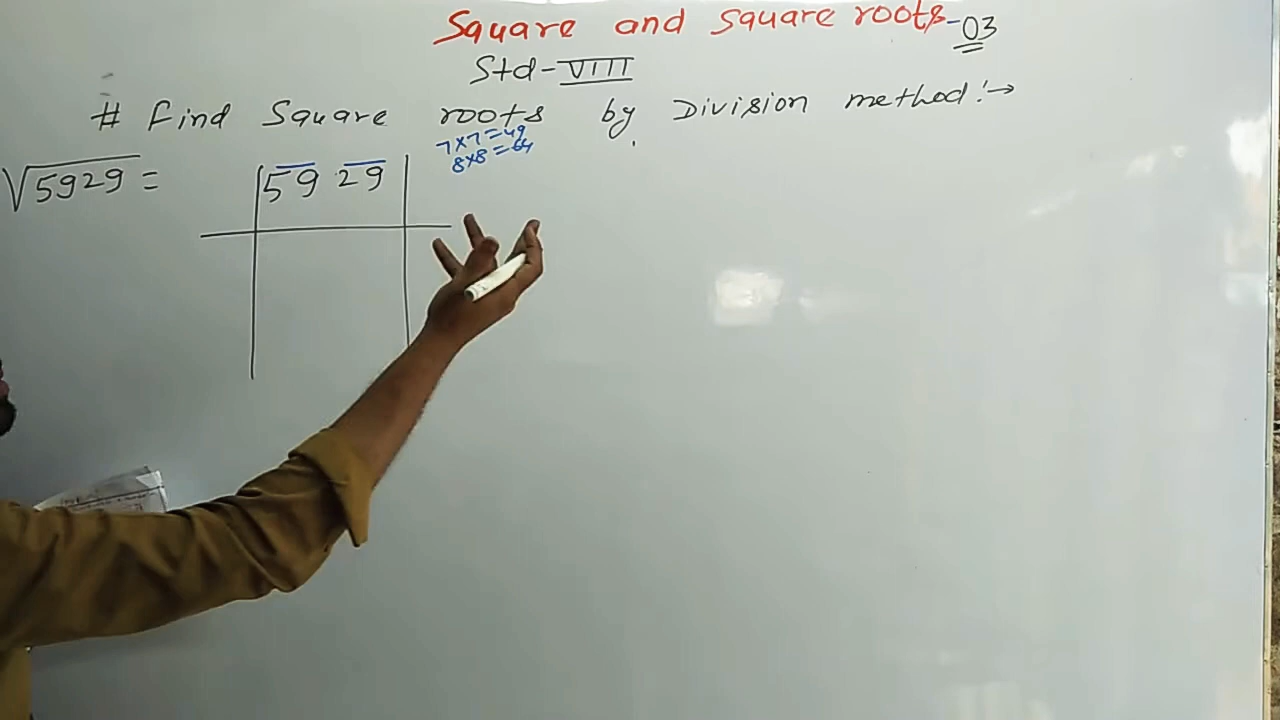 Square and square roots-03
Std-VIII
# Find Square roots by Division method:→
7×7=49
8×8=64
√5929 =
59 29